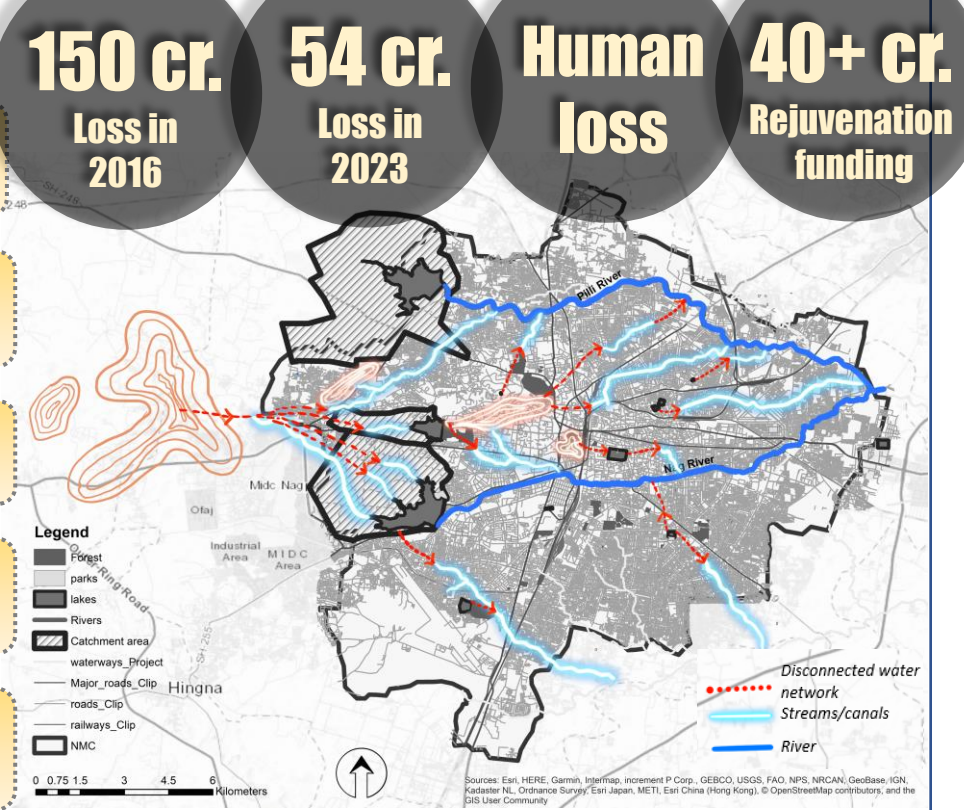 150 cr.
Loss in
2016
54 cr.
Loss in
2023
Human
loss
40+ cr.
Rejuvenation
funding
SH-248
248
Pilli River
Nag River
Midc Nag
Ofaj
Industrial
Area
M I D C
Area
Outer Ring Road
SH 255
Hingna
Legend
Forest
parks
lakes
Rivers
Catchment area
waterways_Project
Major_roads_Clip
roads_Clip
railways_Clip
NMC
0 0.75 1.5 3 4.5 6
Kilometers
Disconnected water
network
Streams/canals
River
Sources: Esri, HERE, Garmin, Intermap, increment P Corp., GEBCO, USGS, FAO, NPS, NRCAN, GeoBase, IGN,
Kadaster NL, Ordnance Survey, Esri Japan, METI, Esri China (Hong Kong), © OpenStreetMap contributors, and the
GIS User Community